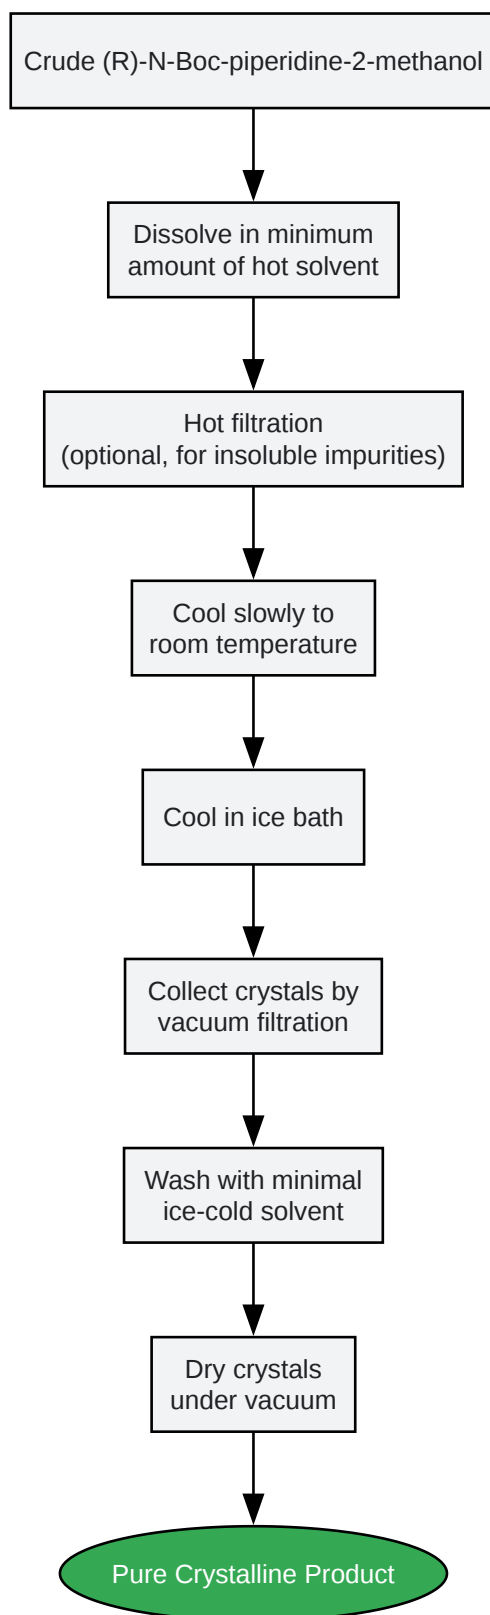 Crude (R)-N-Boc-piperidine-2-methanol
Dissolve in minimum
amount of hot solvent
Hot filtration
(optional, for insoluble impurities)
Cool slowly to
room temperature
Cool in ice bath
Collect crystals by
vacuum filtration
Wash with minimal
ice-cold solvent
Dry crystals
under vacuum
Pure Crystalline Product